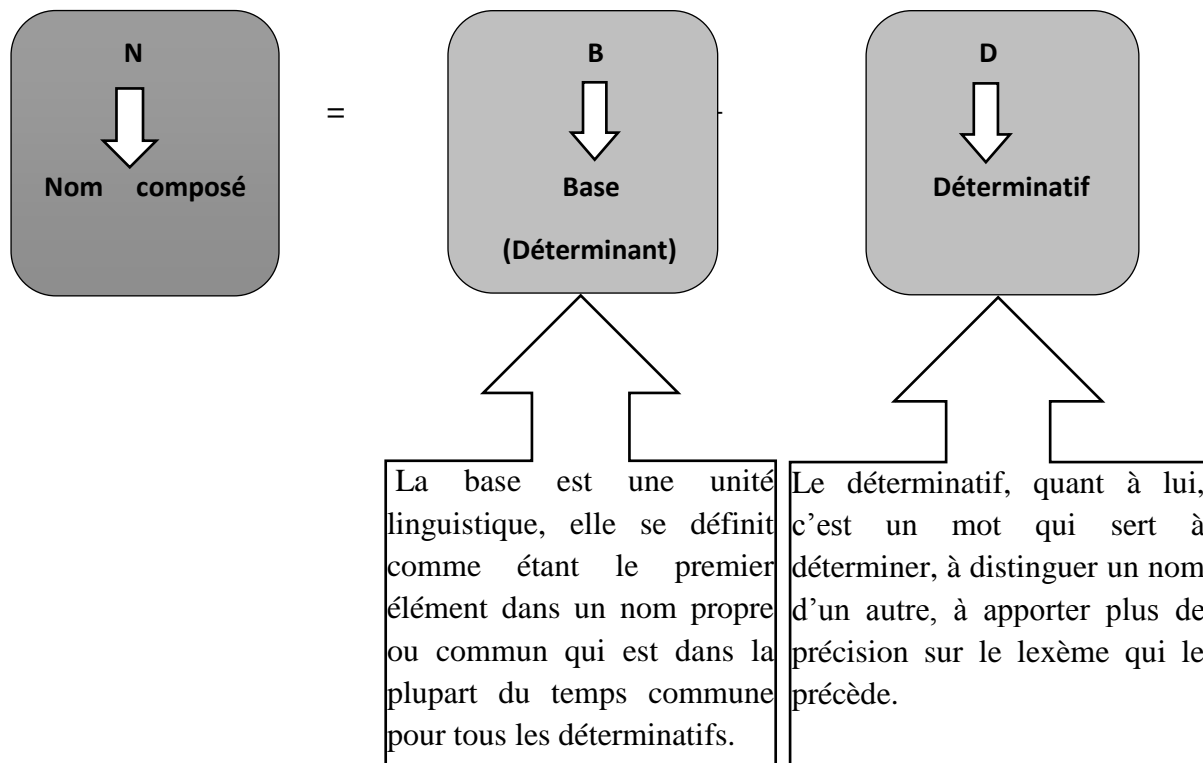 N
Nom composé
=
B
Base
(Déterminant)
D
Déterminatif
La base est une unité
linguistique, elle se définit
comme étant le premier
élément dans un nom propre
ou commun qui est dans la
plupart du temps commune
pour tous les déterminatifs.
Le déterminatif, quant à lui,
c’est un mot qui sert à
déterminer, à distinguer un nom
d’un autre, à apporter plus de
précision sur le lexème qui le
précède.